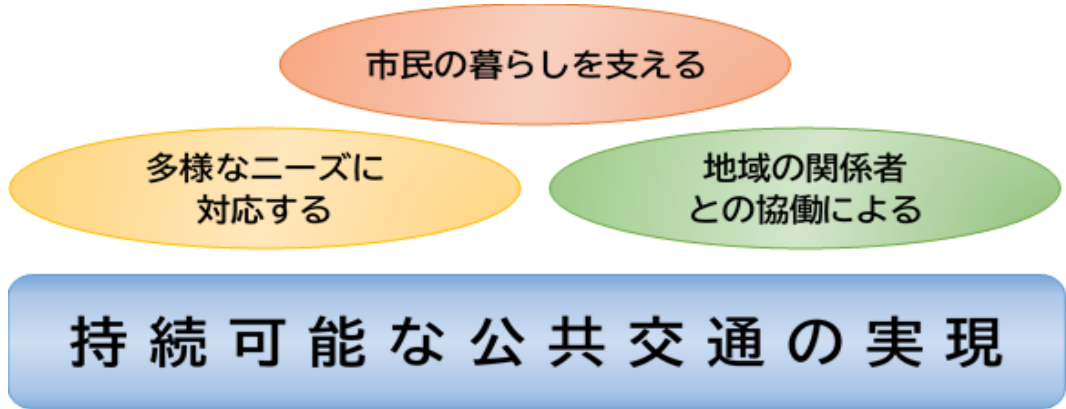 市民の暮らしを支える
多様なニーズに
対応する
地域の関係者
との協働による
持続可能な公共交通の実現